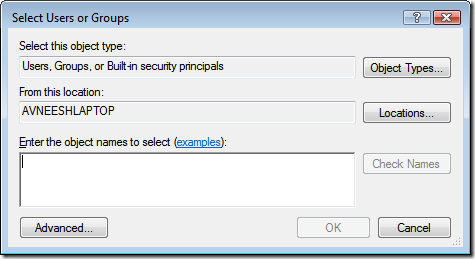 Select Users or Groups
Select this object type:
Users, Groups, or Built-in security principals
Object Types...
From this location:
AVNEESHLAPTOP
Locations...
Enter the object names to select (examples):
Check Names
Advanced...
OK
Cancel